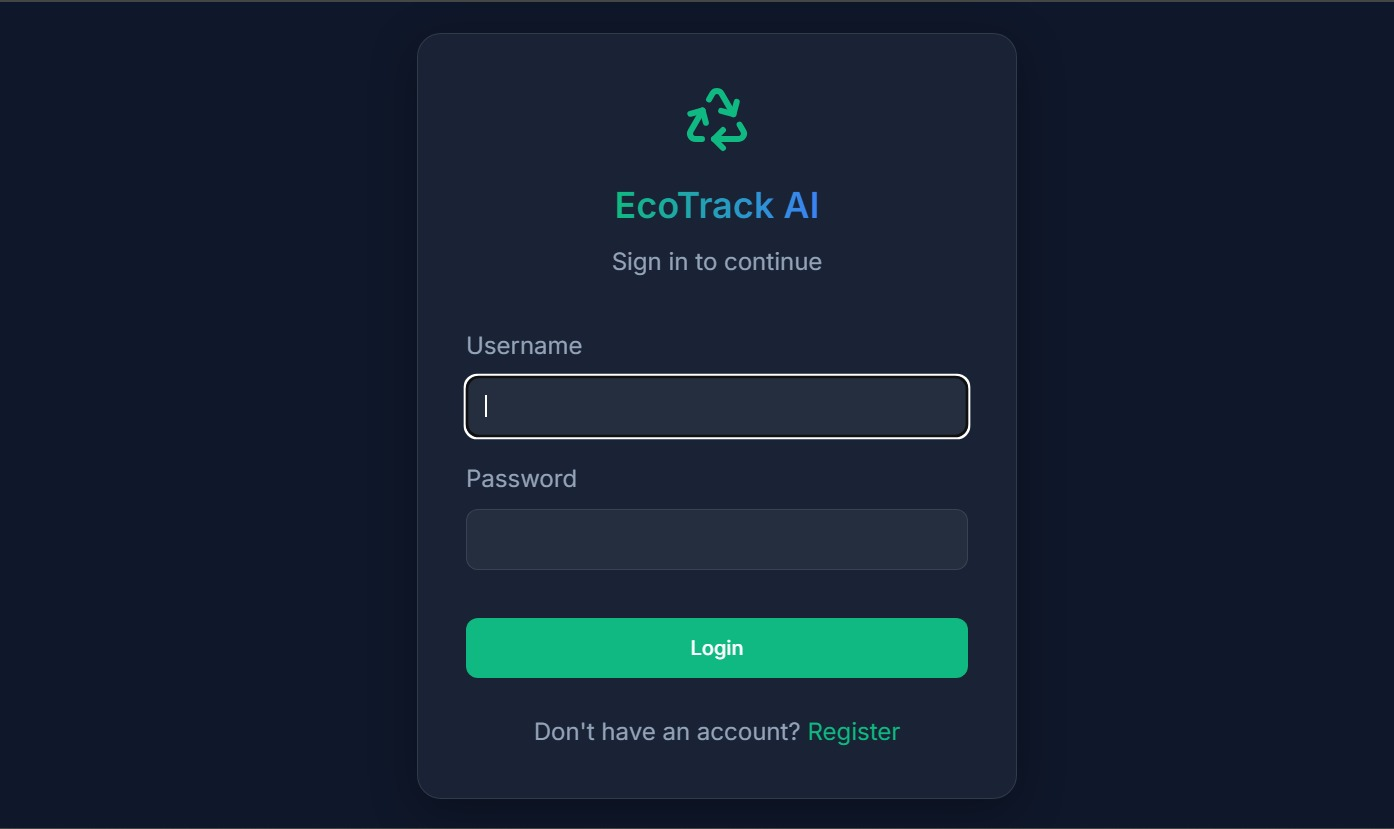 EcoTrack AI
Sign in to continue
Username
Password
Login
Don't have an account? Register